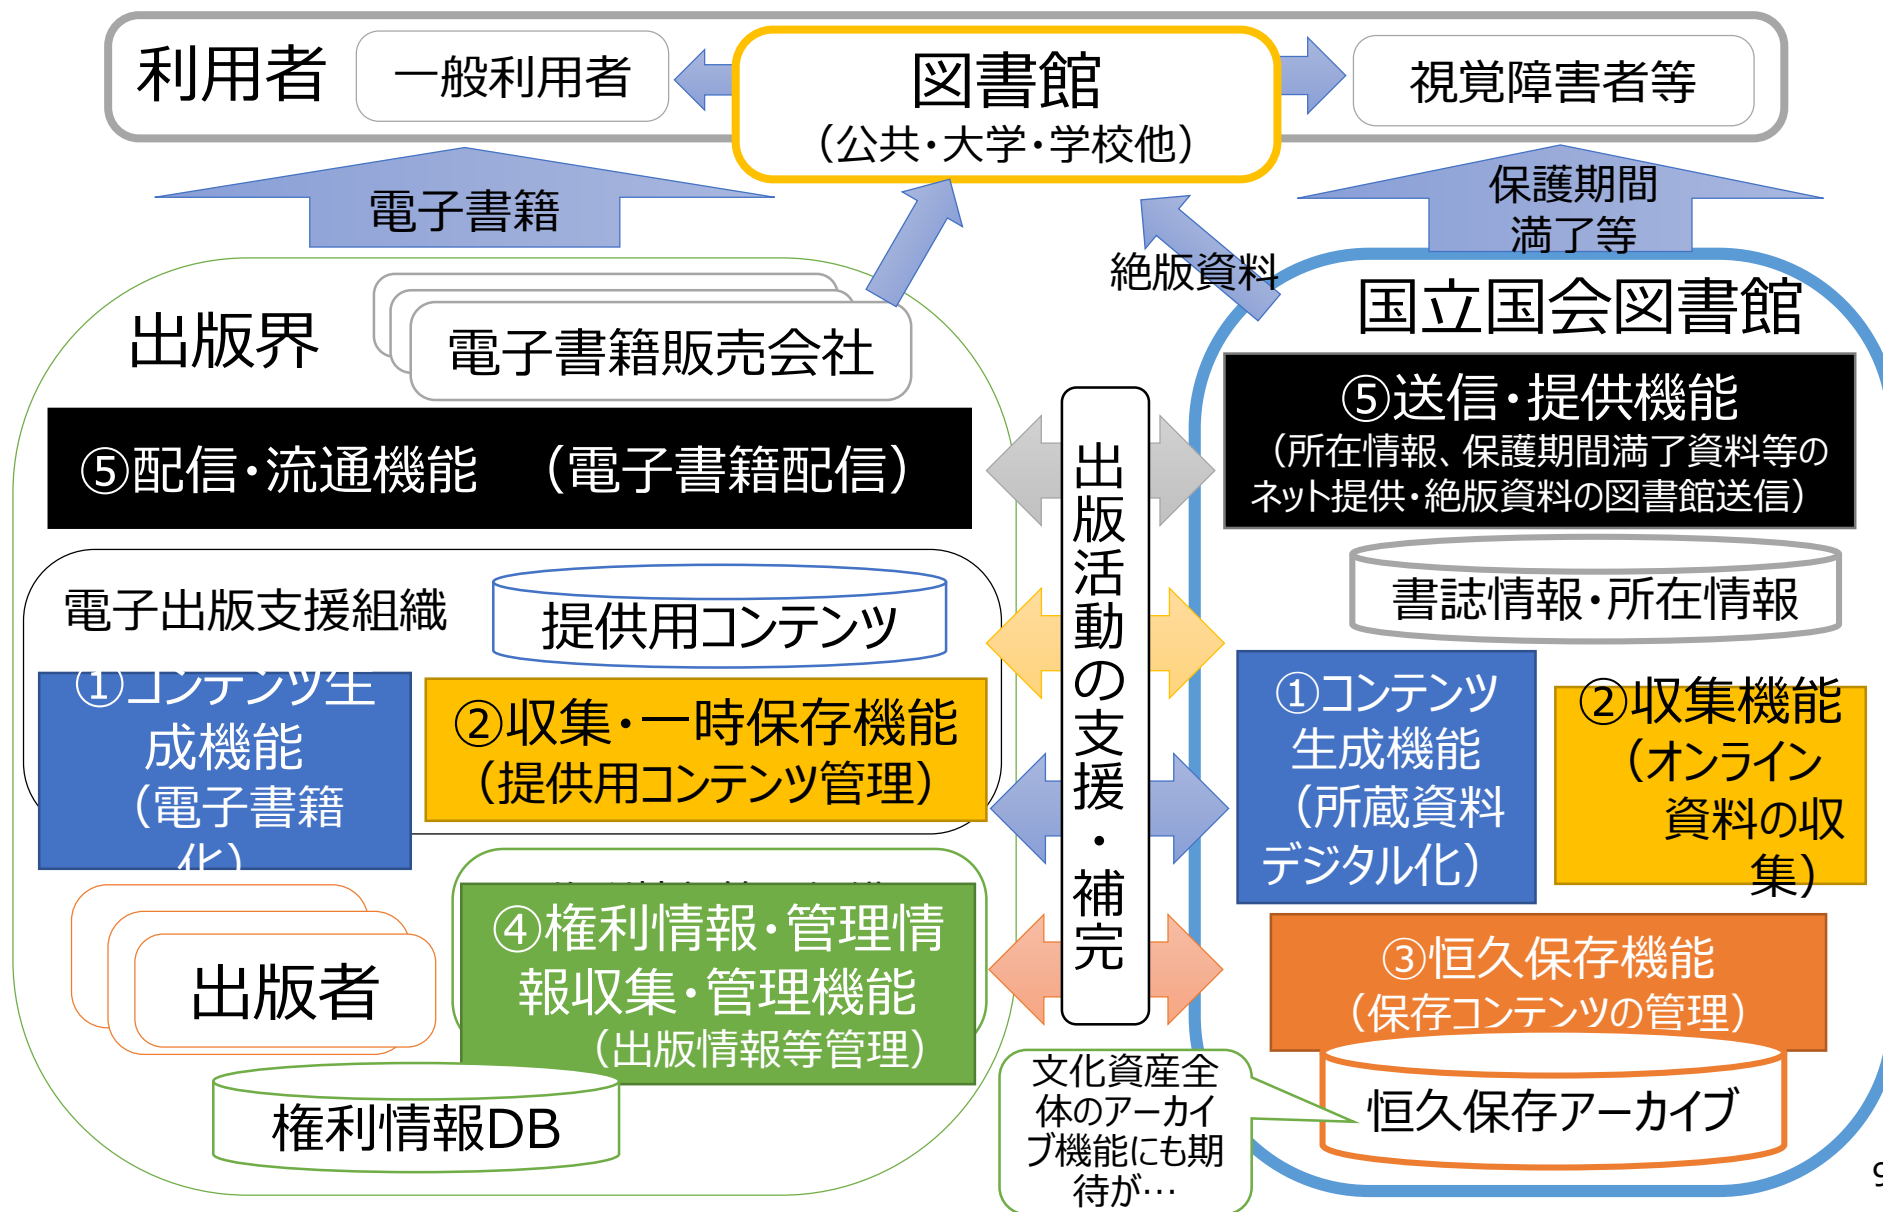 利用者
一般利用者
図書館
（公共・大学・学校他）
視覚障害者等
電子書籍
保護期間
満了等
絶版資料
出版界
電子書籍販売会社
⑤配信・流通機能　（電子書籍配信）
電子出版支援組織
提供用コンテンツ
①コンテンツ生
成機能
（電子書籍
化）
②収集・一時保存機能
（提供用コンテンツ管理）
出版者
④権利情報・管理情
報収集・管理機能
（出版情報等管理）
権利情報DB
出版活動の支援・補完
国立国会図書館
⑤送信・提供機能
（所在情報、保護期間満了資料等の
ネット提供・絶版資料の図書館送信）
書誌情報・所在情報
①コンテンツ
生成機能
（所蔵資料
デジタル化）
②収集機能
（オンライン
資料の収
集）
③恒久保存機能
（保存コンテンツの管理）
恒久保存アーカイブ
文化資産全
体のアーカイ
ブ機能にも期
待が…
9